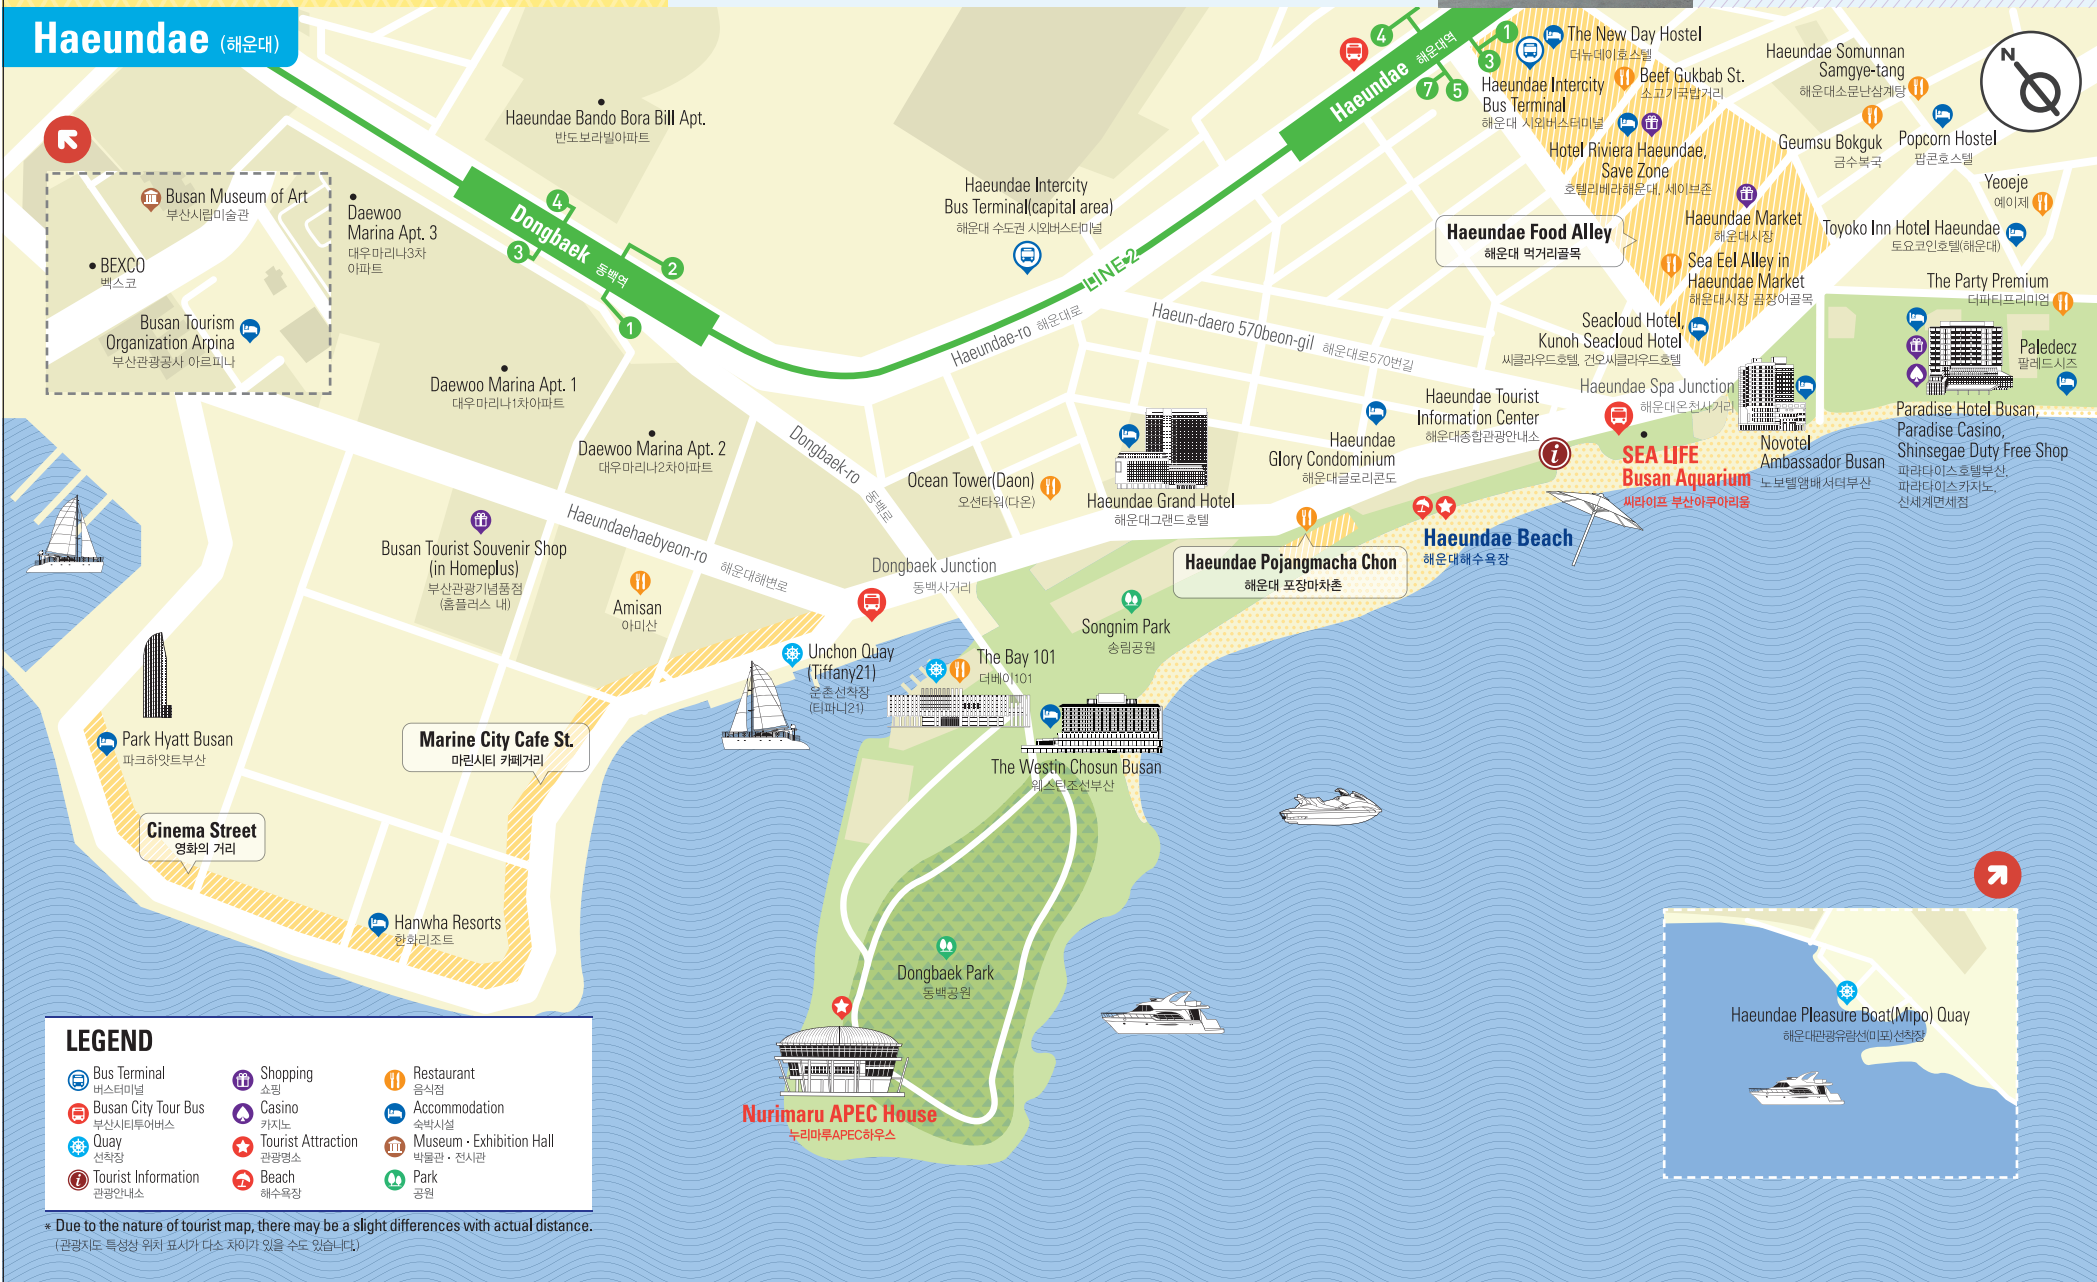 Haeundae (해운대)
Haeundae Bando Bora Bill Apt.
반도보라빌아파트
Busan Museum of Art
부산시립미술관
BEXCO
벡스코
Busan Tourism
Organization Arpina
부산관광공사 아르피나
Daewoo
Marina Apt. 3
대우마리나3차
아파트
4
3
Dongbaek 동백역
2
1
Daewoo Marina Apt. 1
대우마리나1차아파트
Daewoo Marina Apt. 2
대우마리나2차아파트
Haeundae Intercity
Bus Terminal(capital area)
해운대 수도권 시외버스터미널
LINE 2
Haeundae-ro 해운대로
Haeun-daero 570beon-gil 해운대로570번길
4
Haeundae 해운대역
1
3
7
5
The New Day Hostel
더뉴데이호스텔
Haeundae Intercity
Bus Terminal
해운대 시외버스터미널
Beef Gukbab St.
소고기국밥거리
Hotel Riviera Haeundae,
Save Zone
호텔리베라해운대, 세이브존
Haeundae Somunnan
Samgye-tang
해운대소문난삼계탕
Geumsu Bokguk
금수복국
Popcorn Hostel
팝콘호스텔
N
Yeoeje
예이제
Haeundae Market
해운대시장
Toyoko Inn Hotel Haeundae
토요코인호텔(해운대)
Haeundae Food Alley
해운대 먹거리골목
Sea Eel Alley in
Haeundae Market
해운대시장 곰장어골목
The Party Premium
더파티프리미엄
Seacloud Hotel,
Kunoh Seacloud Hotel
씨클라우드호텔, 건오씨클라우드호텔
Paledecz
팔레드시즈
Haeundae Spa Junction
해운대온천사거리
Haeundae Tourist
Information Center
해운대종합관광안내소
Haeundae
Glory Condominium
해운대글로리콘도
Paradise Hotel Busan,
Paradise Casino,
Shinsegae Duty Free Shop
파라다이스호텔부산,
파라다이스카지노,
신세계면세점
Novotel
Ambassador Busan
노보텔앰배서더부산
SEA LIFE
Busan Aquarium
씨라이프 부산아쿠아리움
Haeundae Beach
해운대해수욕장
Haeundae Pojangmacha Chon
해운대 포장마차촌
Haeundae Grand Hotel
해운대그랜드호텔
Ocean Tower(Daon)
오션타워(다온)
Dongbaek-ro 동백로
Haeundaehaebyeon-ro 해운대해변로
Busan Tourist Souvenir Shop
(in Homeplus)
부산관광기념품점
(홈플러스 내)
Amisan
아미산
Dongbaek Junction
동백사거리
Songnim Park
송림공원
Unchon Quay
(Tiffany21)
운촌선착장
(티파니21)
The Bay 101
더베이101
The Westin Chosun Busan
웨스틴조선부산
Park Hyatt Busan
파크하얏트부산
Marine City Cafe St.
마린시티 카페거리
Cinema Street
영화의 거리
Hanwha Resorts
한화리조트
Dongbaek Park
동백공원
Nurimaru APEC House
누리마루APEC하우스
Haeundae Pleasure Boat(Mipo) Quay
해운대관광유람선(미포)선착장
LEGEND
Bus Terminal
버스터미널
Busan City Tour Bus
부산시티투어버스
Quay
선착장
Tourist Information
관광안내소
Shopping
쇼핑
Casino
카지노
Tourist Attraction
관광명소
Beach
해수욕장
Restaurant
음식점
Accommodation
숙박시설
Museum · Exhibition Hall
박물관 · 전시관
Park
공원
* Due to the nature of tourist map, there may be a slight differences with actual distance.
(관광지도 특성상 위치 표시가 다소 차이가 있을 수도 있습니다.)